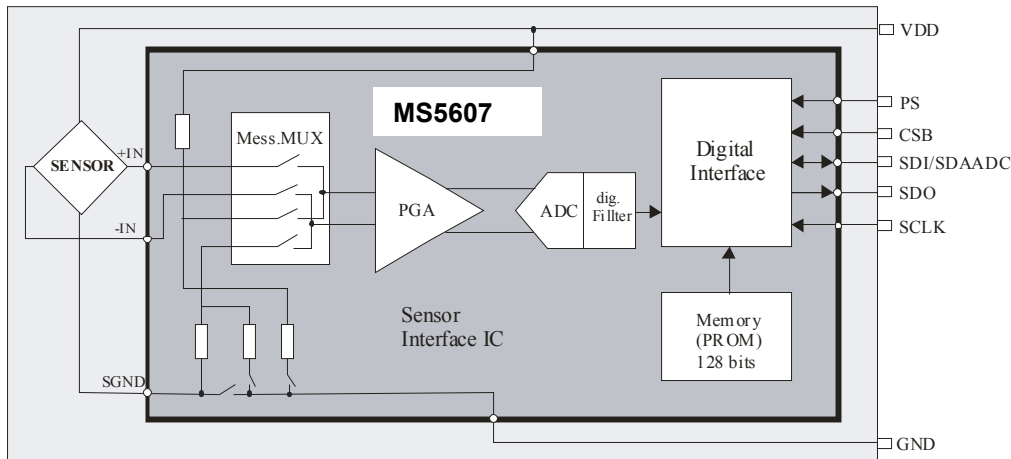 VDD
MS5607
PS
Mess.MUX
CSB
Digital
Interface
+IN
SENSOR
SDI/SDAADC
PGA
ADC
dig.
Fillter
SDO
-IN
SCLK
Sensor
Interface IC
Memory
(PROM)
128 bits
SGND
GND